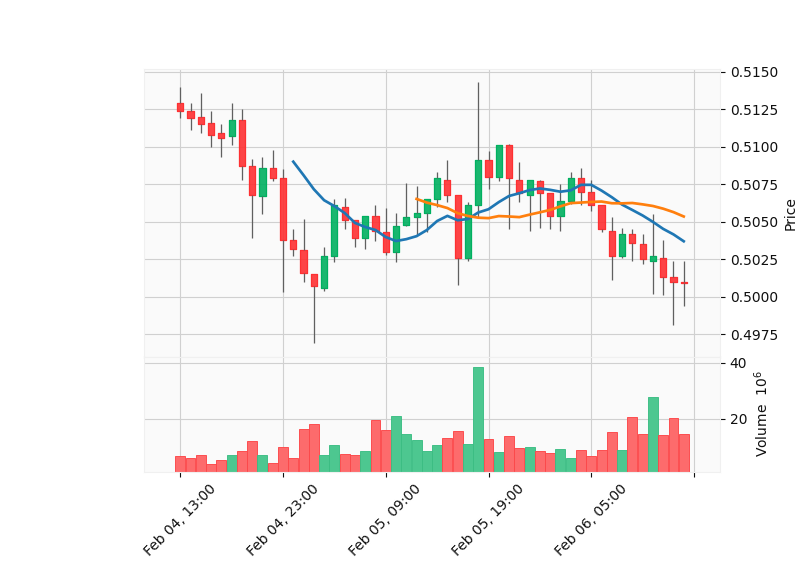 0.5150
0.5125
0.5100
0.5075
0.5050
0.5025
0.5000
0.4975
Price
40
20
Volume 10^6
Feb 04, 13:00
Feb 04, 23:00
Feb 05, 09:00
Feb 05, 19:00
Feb 06, 05:00